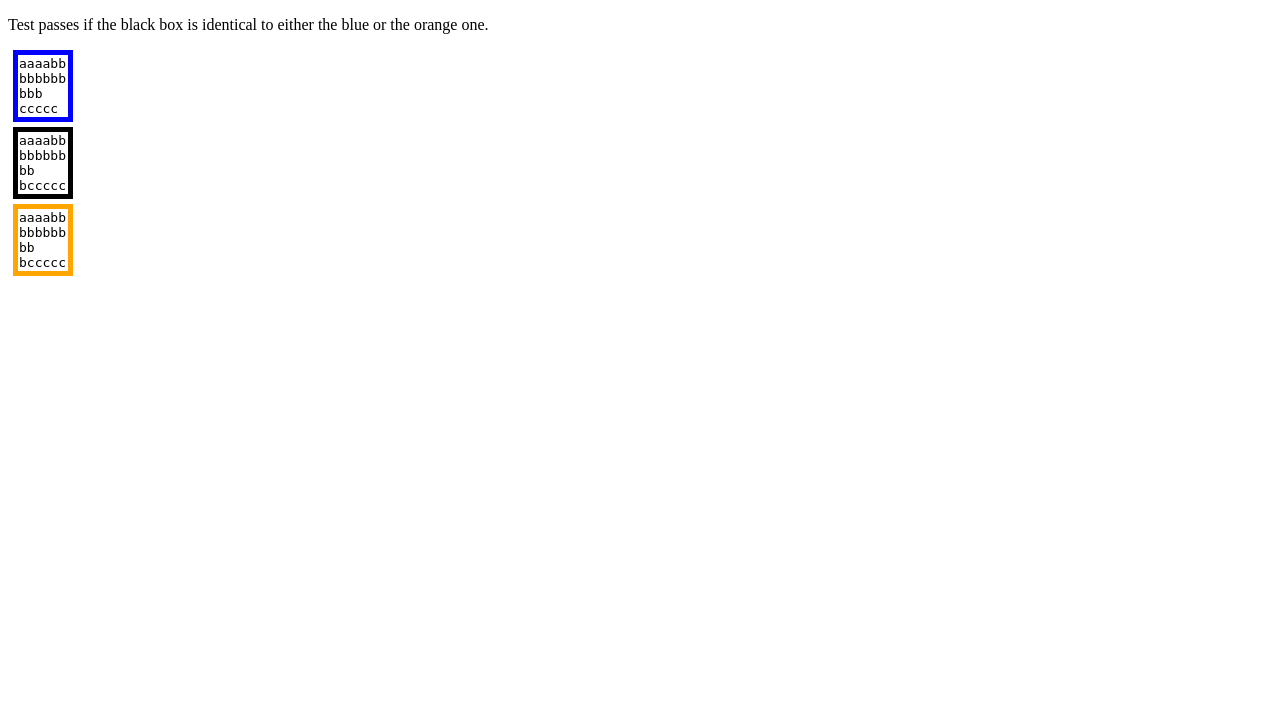 Test passes if the black box is identical to either the blue or the orange one.
aaaabb
bbbbbb
bbb
ccccc
aaaabb
bbbbbb
bb
bccccc
aaaabb
bbbbbb
bb
bccccc